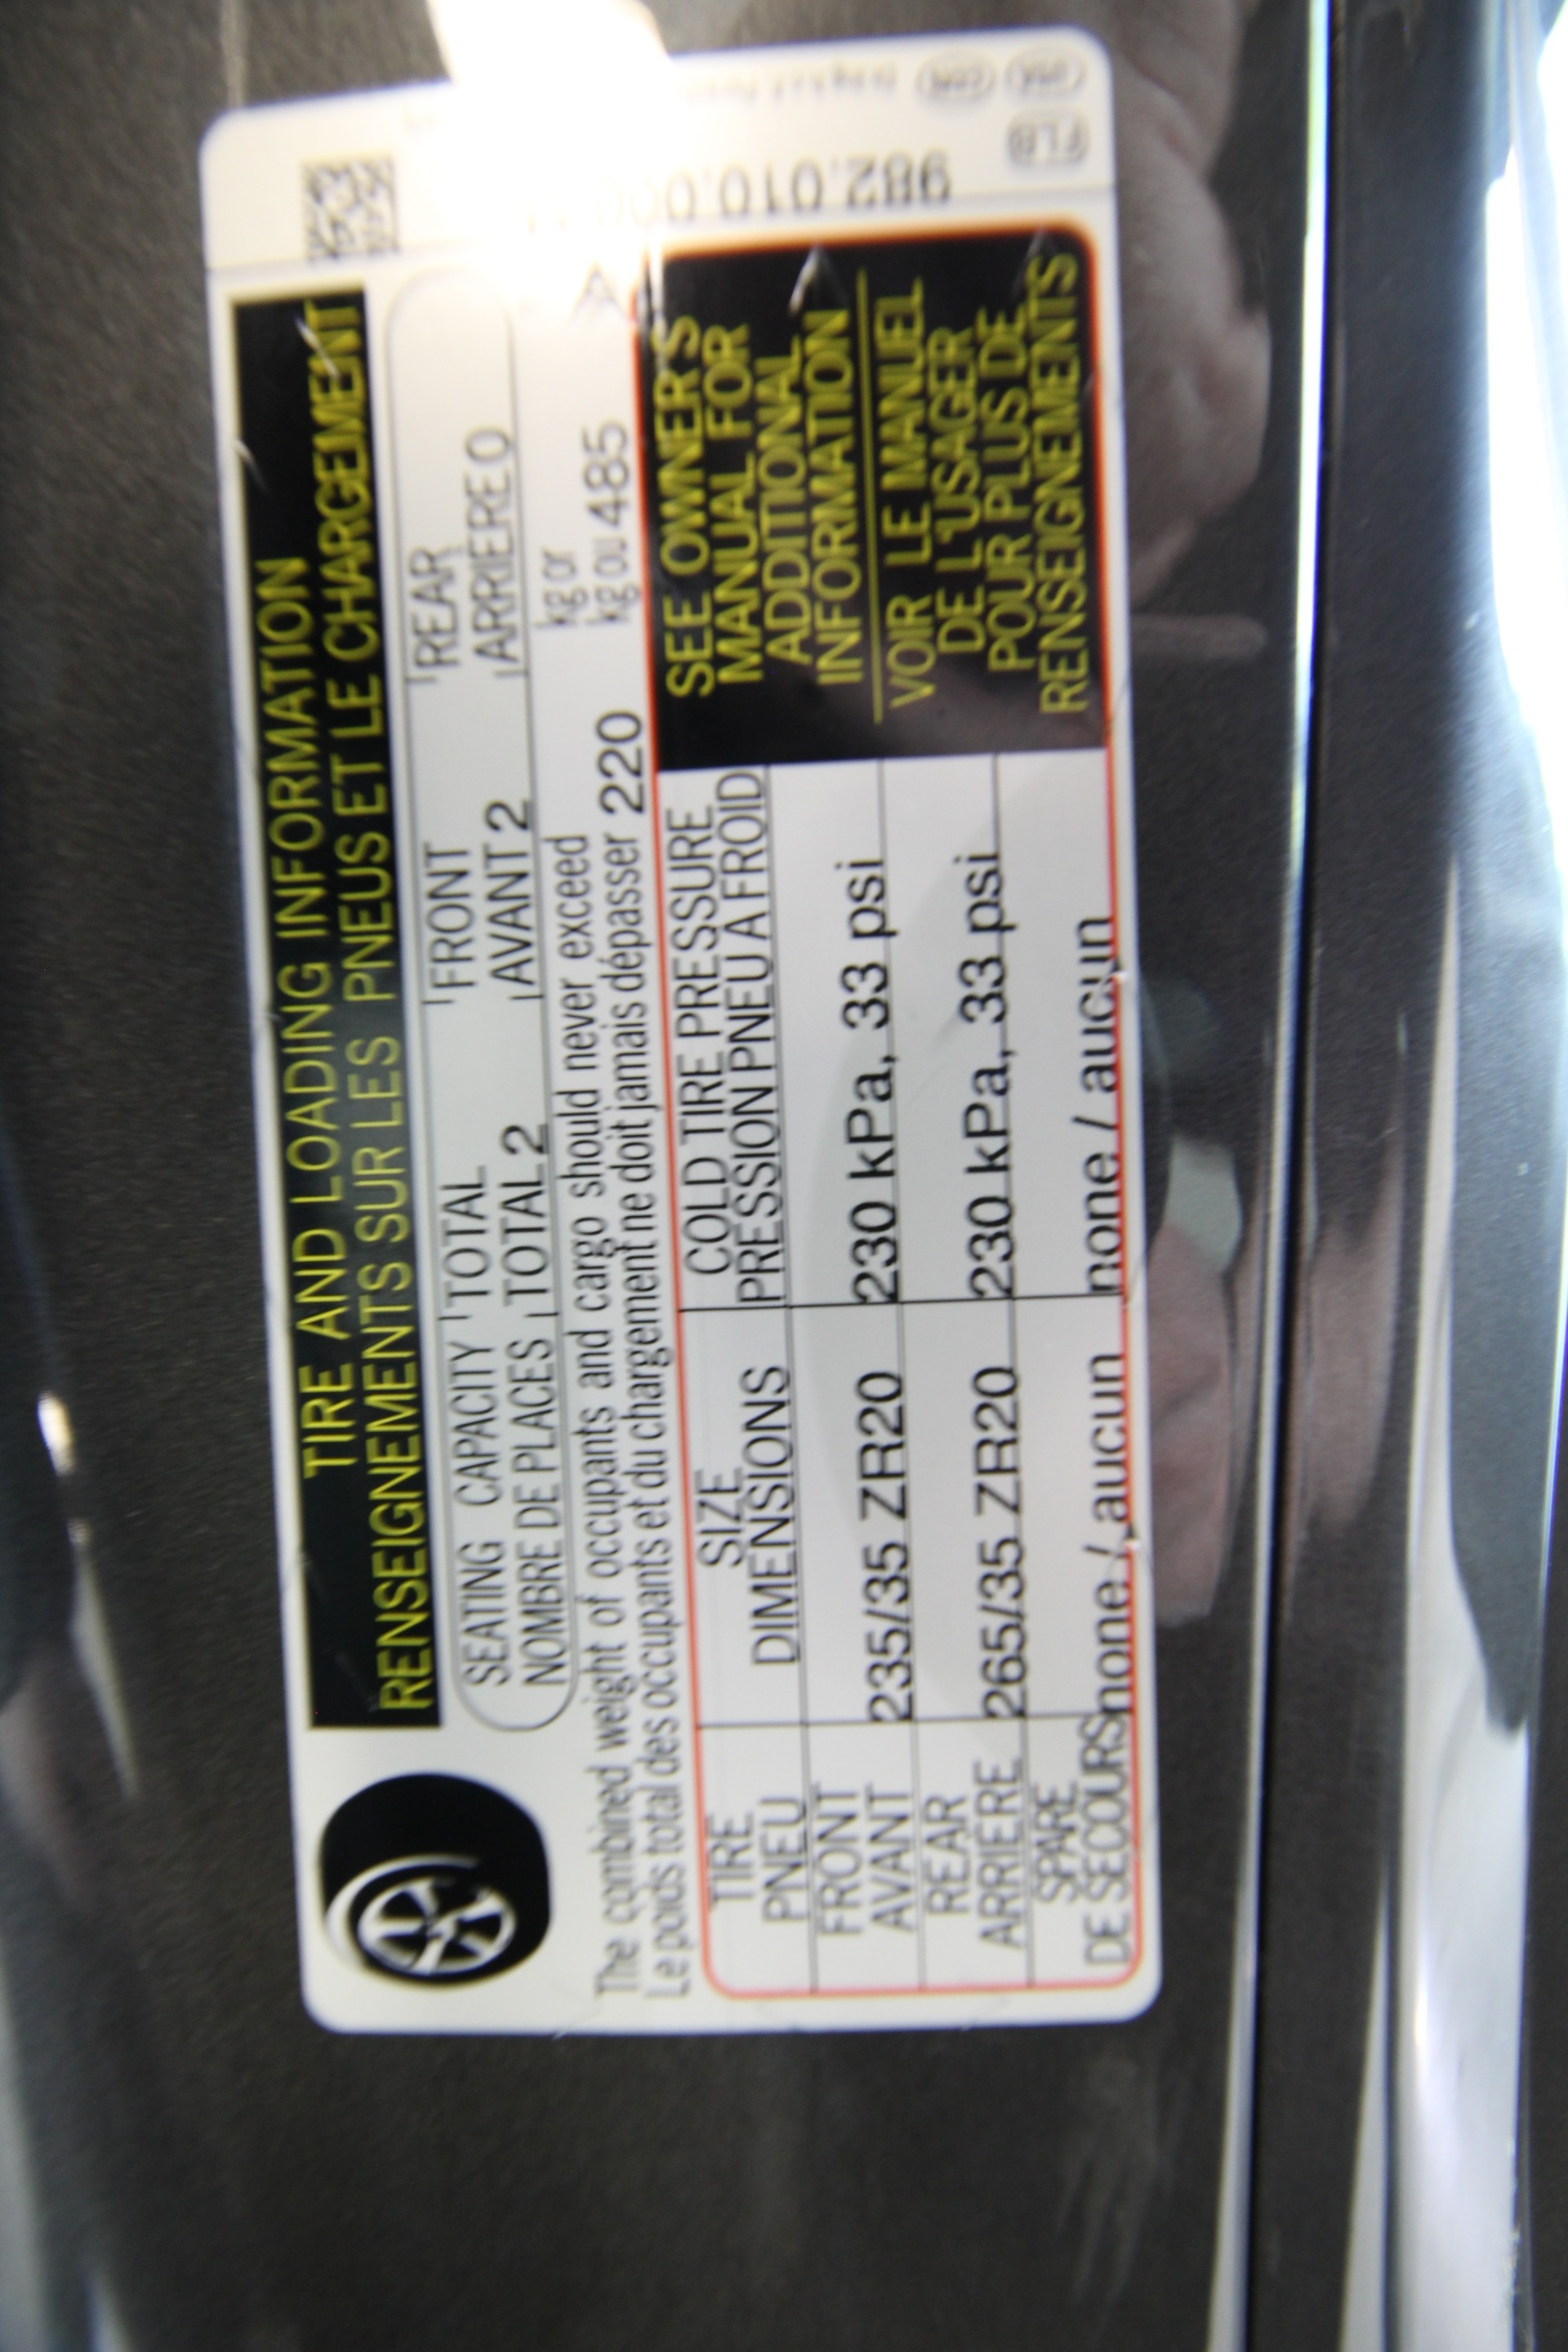 TIRE AND LOADING INFORMATION
RENSEIGNEMENTS SUR LES PNEUS ET LE CHARGEMENT
SEATING CAPACITY TOTAL FRONT REAR
NOMBRE DE PLACES TOTAL 2 AVANT 2 ARRIERE 0
The combined weight of occupants and cargo should never exceed kg or
Le poids total des occupants et du chargement ne doit jamais dépasser 220 kg ou 485
TIRE SIZE COLD TIRE PRESSURE
PNEU DIMENSIONS PRESSION PNEU A FROID
FRONT
AVANT 235/35 ZR20 230 kPa, 33 psi
REAR
ARRIERE 265/35 ZR20 230 kPa, 33 psi
SPARE
DE SECOURS none / aucun none / aucun
SEE OWNER'S
MANUAL FOR
ADDITIONAL
INFORMATION
VOIR LE MANUEL
DE L'USAGER
POUR PLUS DE
RENSEIGNEMENTS
982.010.
FLB